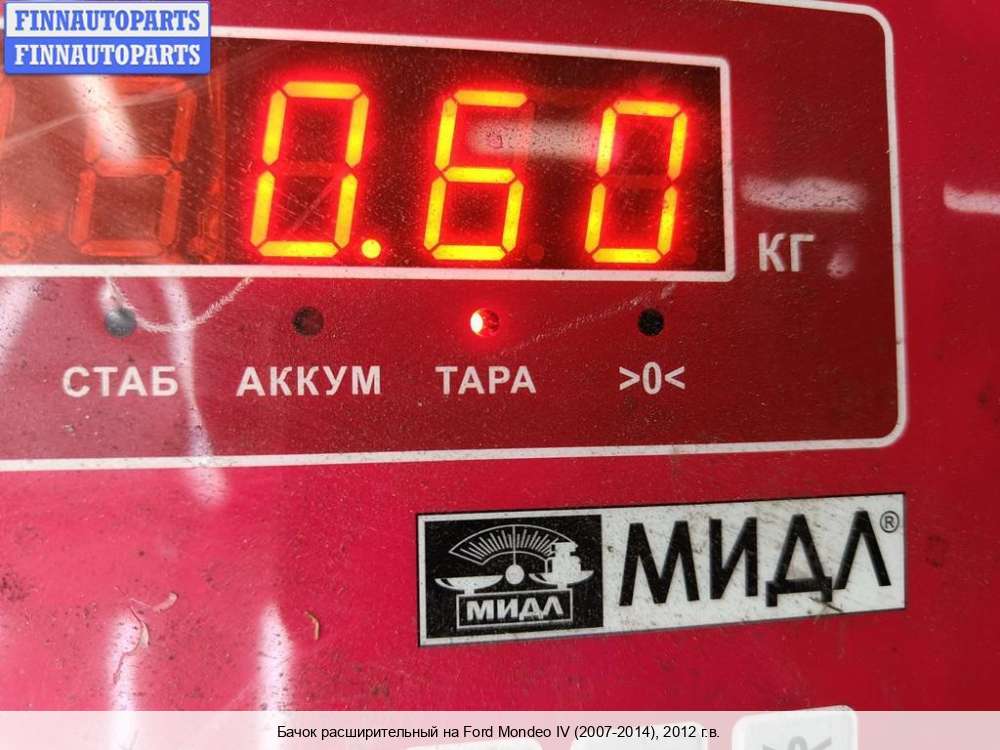 FINNAUTOPARTS
FINNAUTOPARTS
0.60
КГ
СТАБ АККУМ ТАРА >0<
МИДЛ МИДЛ®
>0<
Бачок расширительный на Ford Mondeo IV (2007-2014), 2012 г.в.